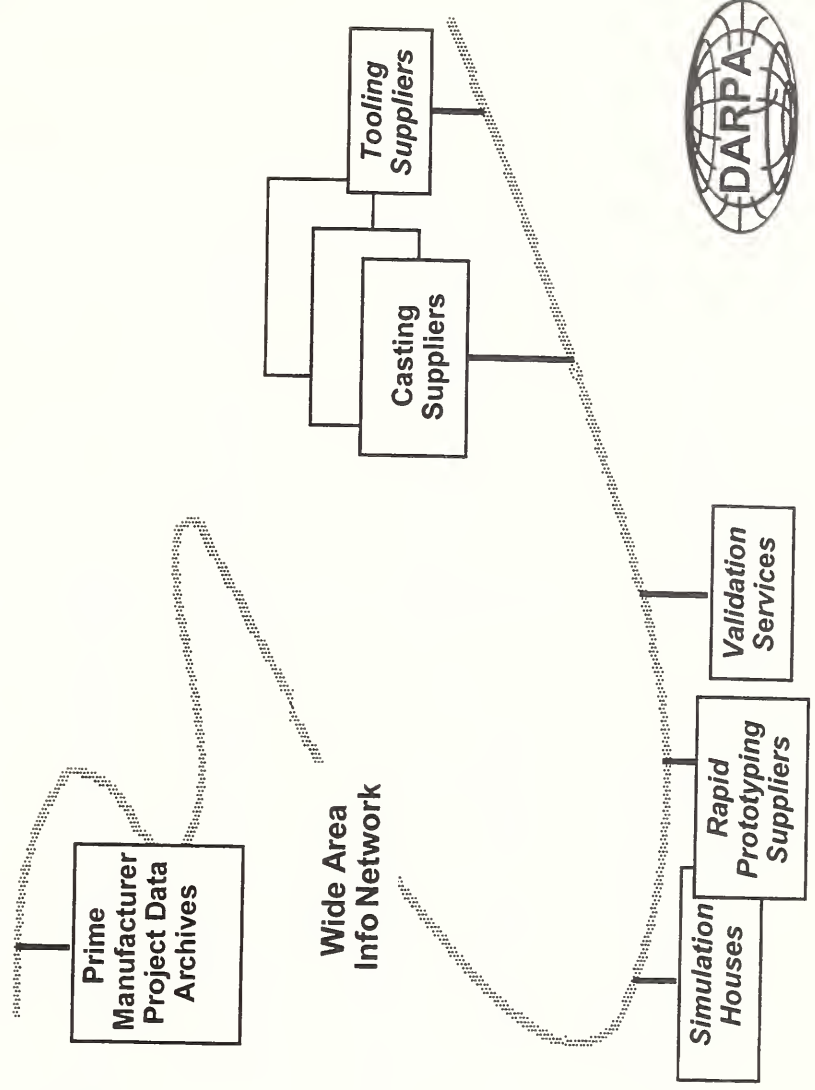 Prime
Manufacturer
Project Data
Archives
Wide Area
Info Network
Tooling
Suppliers
Casting
Suppliers
Simulation
Houses
Rapid
Prototyping
Suppliers
Validation
Services
DARPA